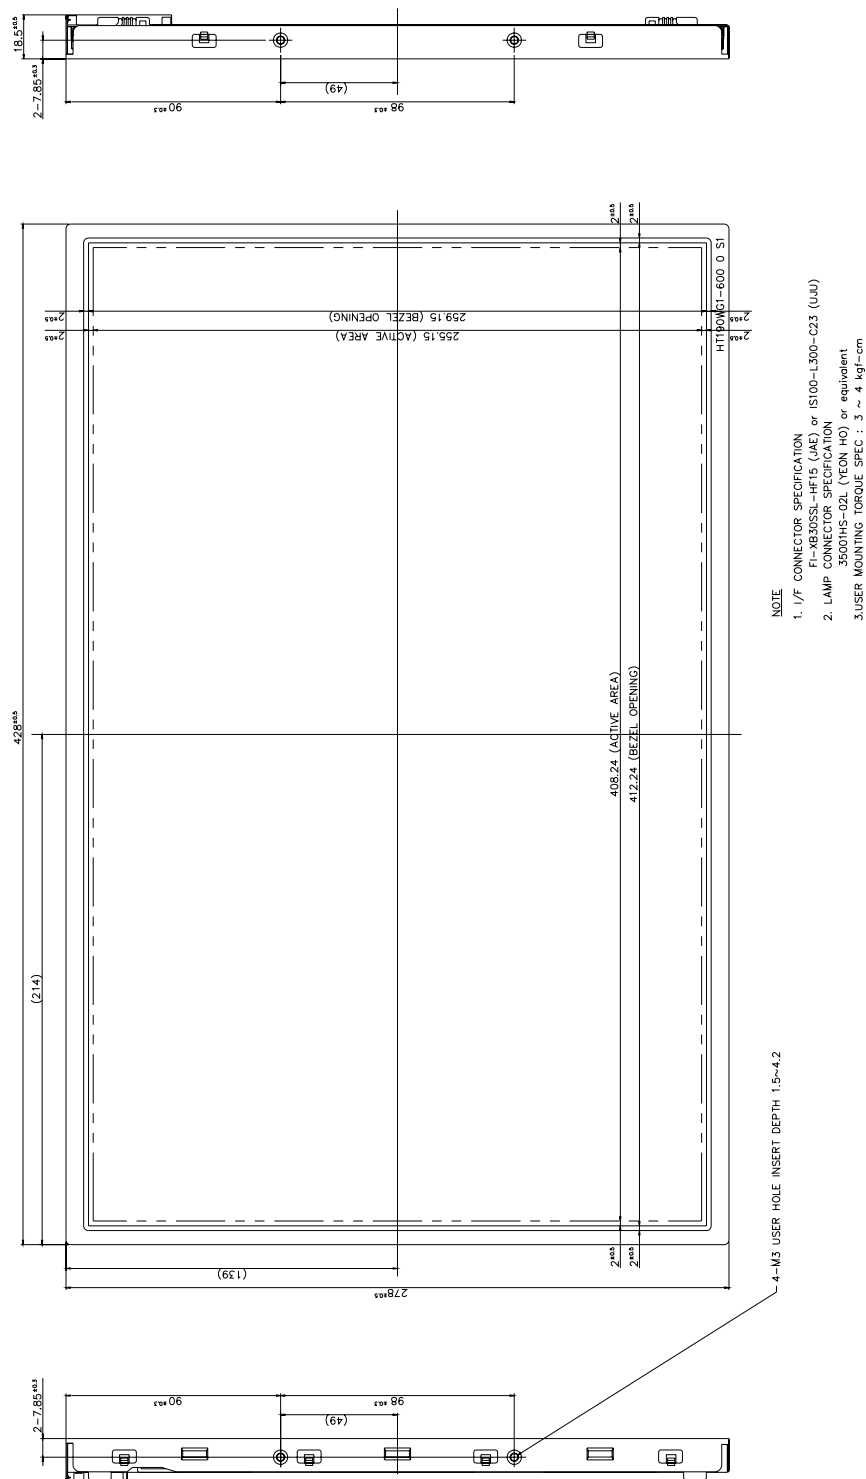 18.5±0.5
2-7.85±0.3
(49)
90 ±0.3
98 ±0.3
2±0.5
2±0.5
HT190WG1-600 0 S1
259.15 (BEZEL OPENING)
255.15 (ACTIVE AREA)
2±0.5
2±0.5
2±0.5
2±0.5
428±0.5
(214)
408.24 (ACTIVE AREA)
412.24 (BEZEL OPENING)
2±0.5
2±0.5
(139)
278±0.5
NOTE
1. I/F CONNECTOR SPECIFICATION
FI-XB30SSL-HF15 (JAE) or IS100-L300-C23 (UJU)
2. LAMP CONNECTOR SPECIFICATION
35001HS-02L (YEON HO) or equivalent
3.USER MOUNTING TORQUE SPEC : 3 ~ 4 kgf-cm
4-M3 USER HOLE INSERT DEPTH 1.5~4.2
2-7.85±0.3
90 ±0.3
98 ±0.3
(49)